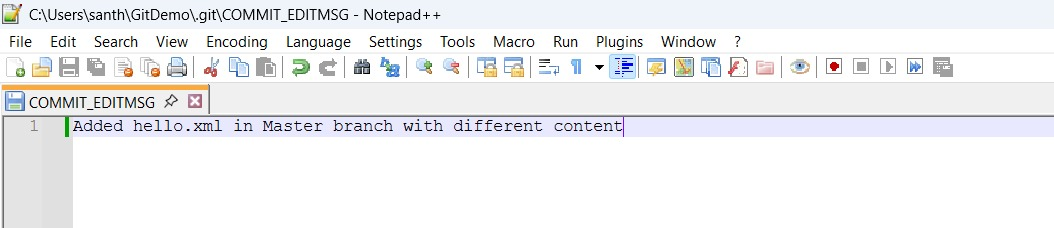 C:\Users\santh\GitDemo\.git\COMMIT_EDITMSG - Notepad++
File Edit Search View Encoding Language Settings Tools Macro Run Plugins Window ?
COMMIT_EDITMSG
1 Added hello.xml in Master branch with different content